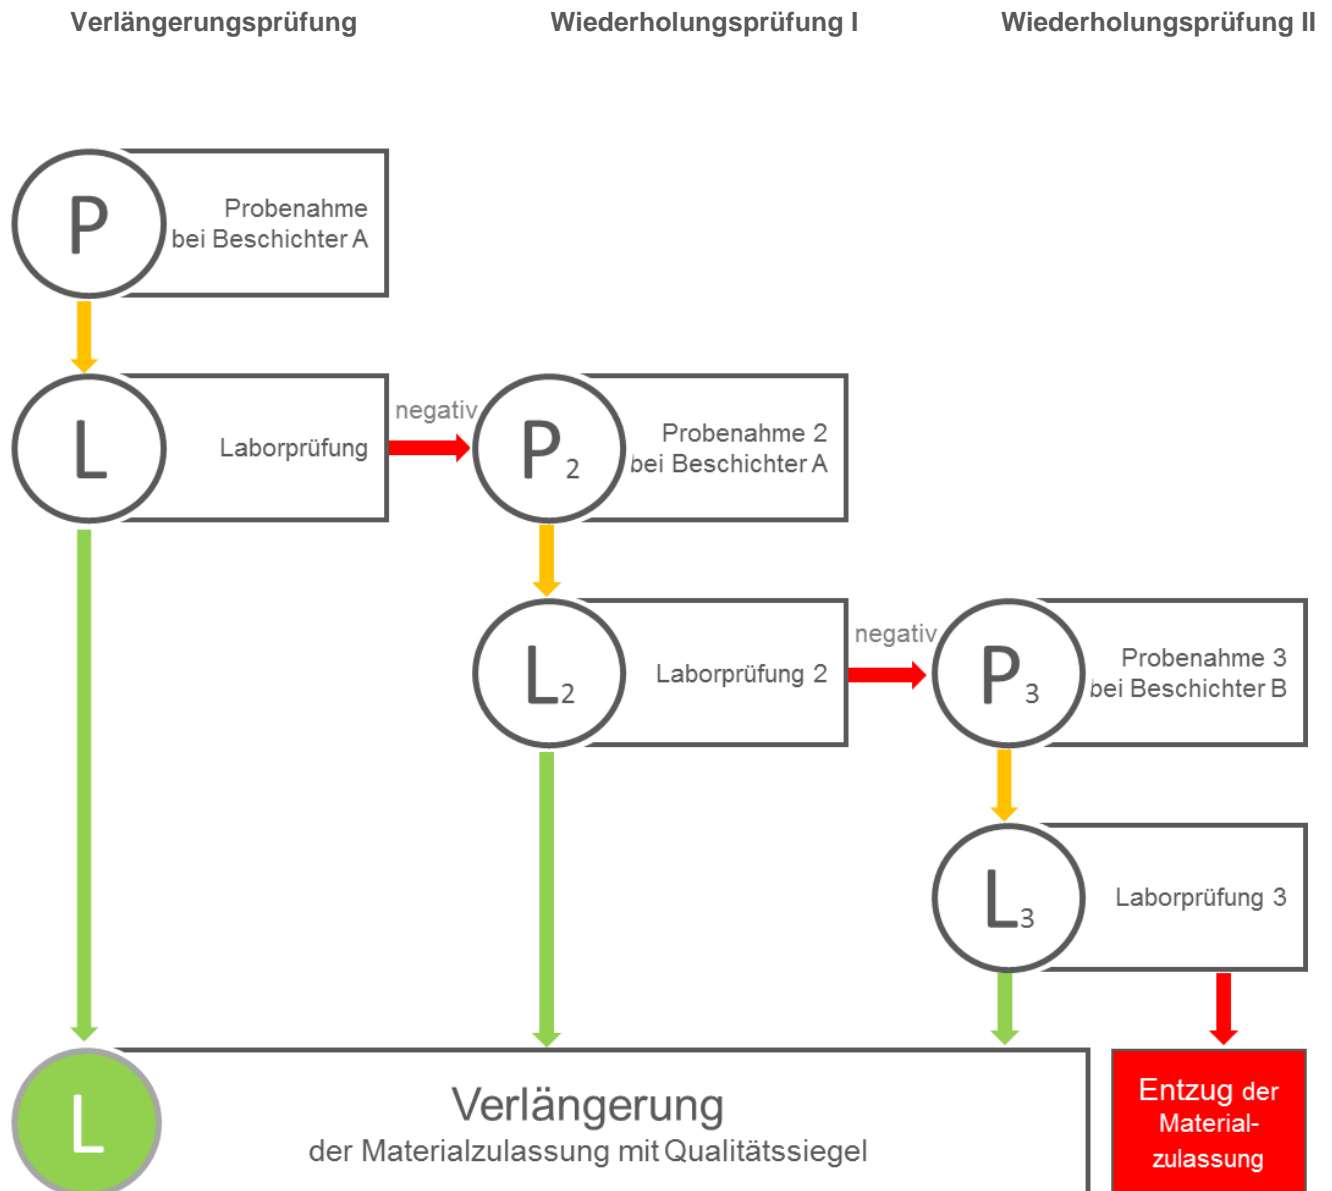 Verlängerungsprüfung
Wiederholungsprüfung I
Wiederholungsprüfung II
P
Probenahme
bei Beschichter A
L
Laborprüfung
negativ
P2
Probenahme 2
bei Beschichter A
L2
Laborprüfung 2
negativ
P3
Probenahme 3
bei Beschichter B
L3
Laborprüfung 3
L
Verlängerung
der Materialzulassung mit Qualitätssiegel
Entzug der
Material-
zulassung